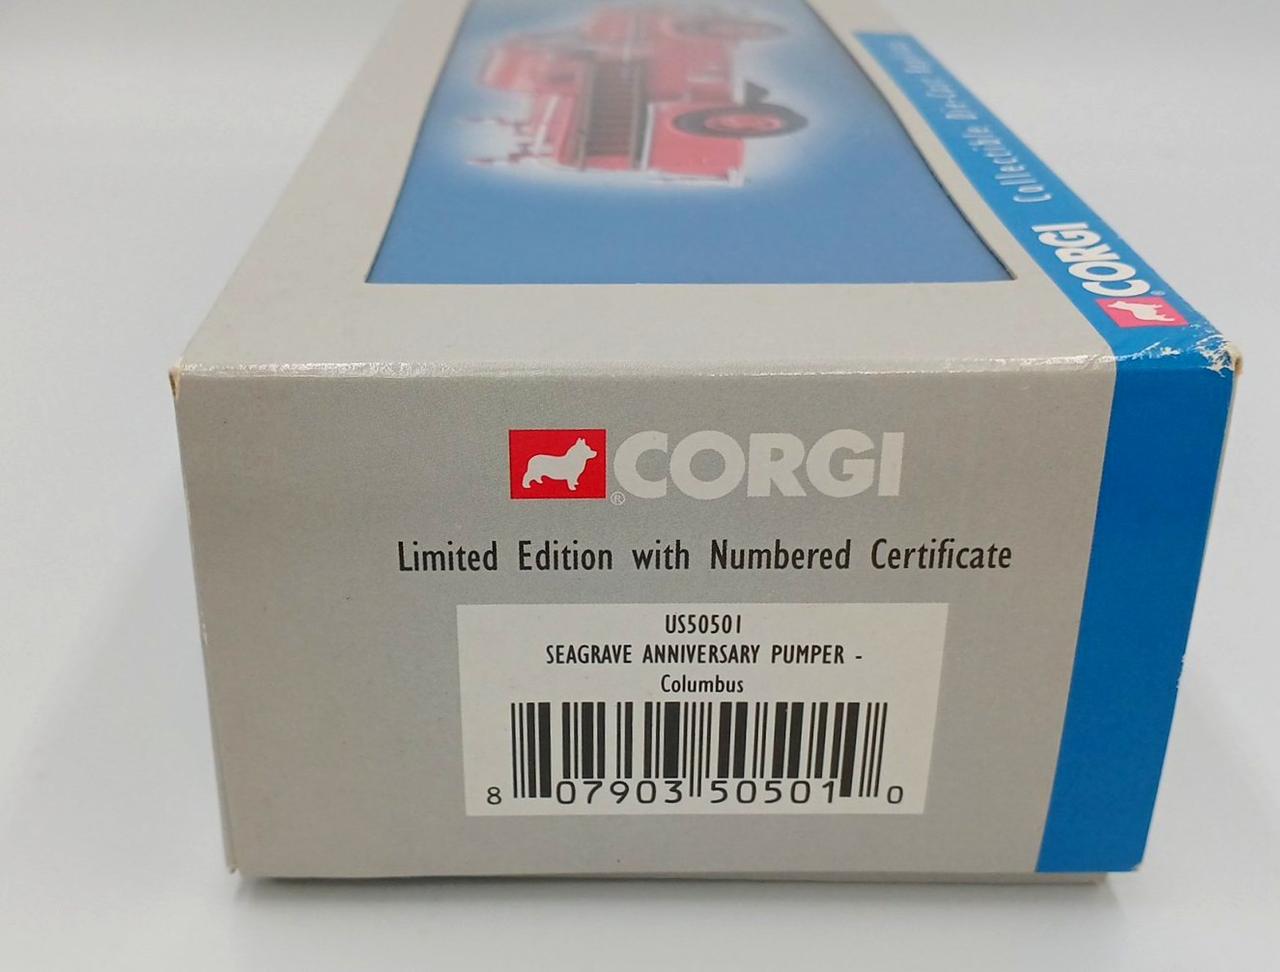 CORGI Collectible Die-Cast Models
CORGI
®
Limited Edition with Numbered Certificate
US50501
SEAGRAVE ANNIVERSARY PUMPER -
Columbus
8 07903 50501 0